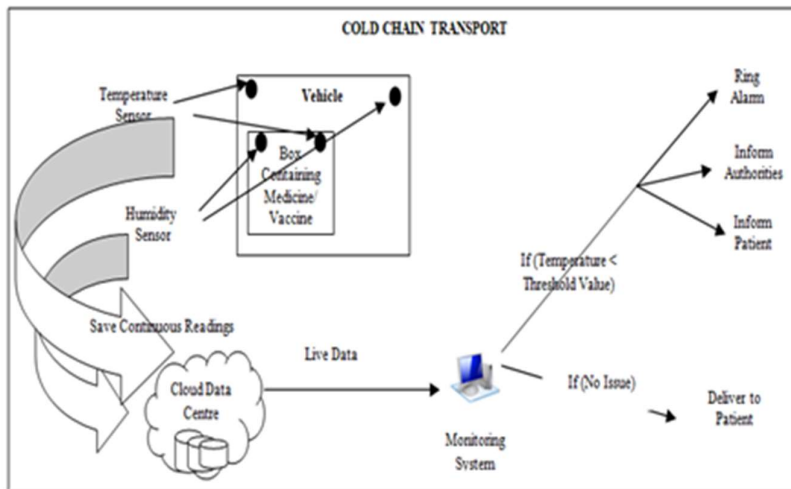 COLD CHAIN TRANSPORT
Temperature
Sensor
Vehicle
Box
Containing
Medicine/
Vaccine
Humidity
Sensor
Ring
Alarm
Inform
Authorities
Inform
Patient
If (Temperature <
Threshold Value)
Save Continuous Readings
Live Data
Cloud Data
Centre
Monitoring
System
If (No Issue)
Deliver to
Patient